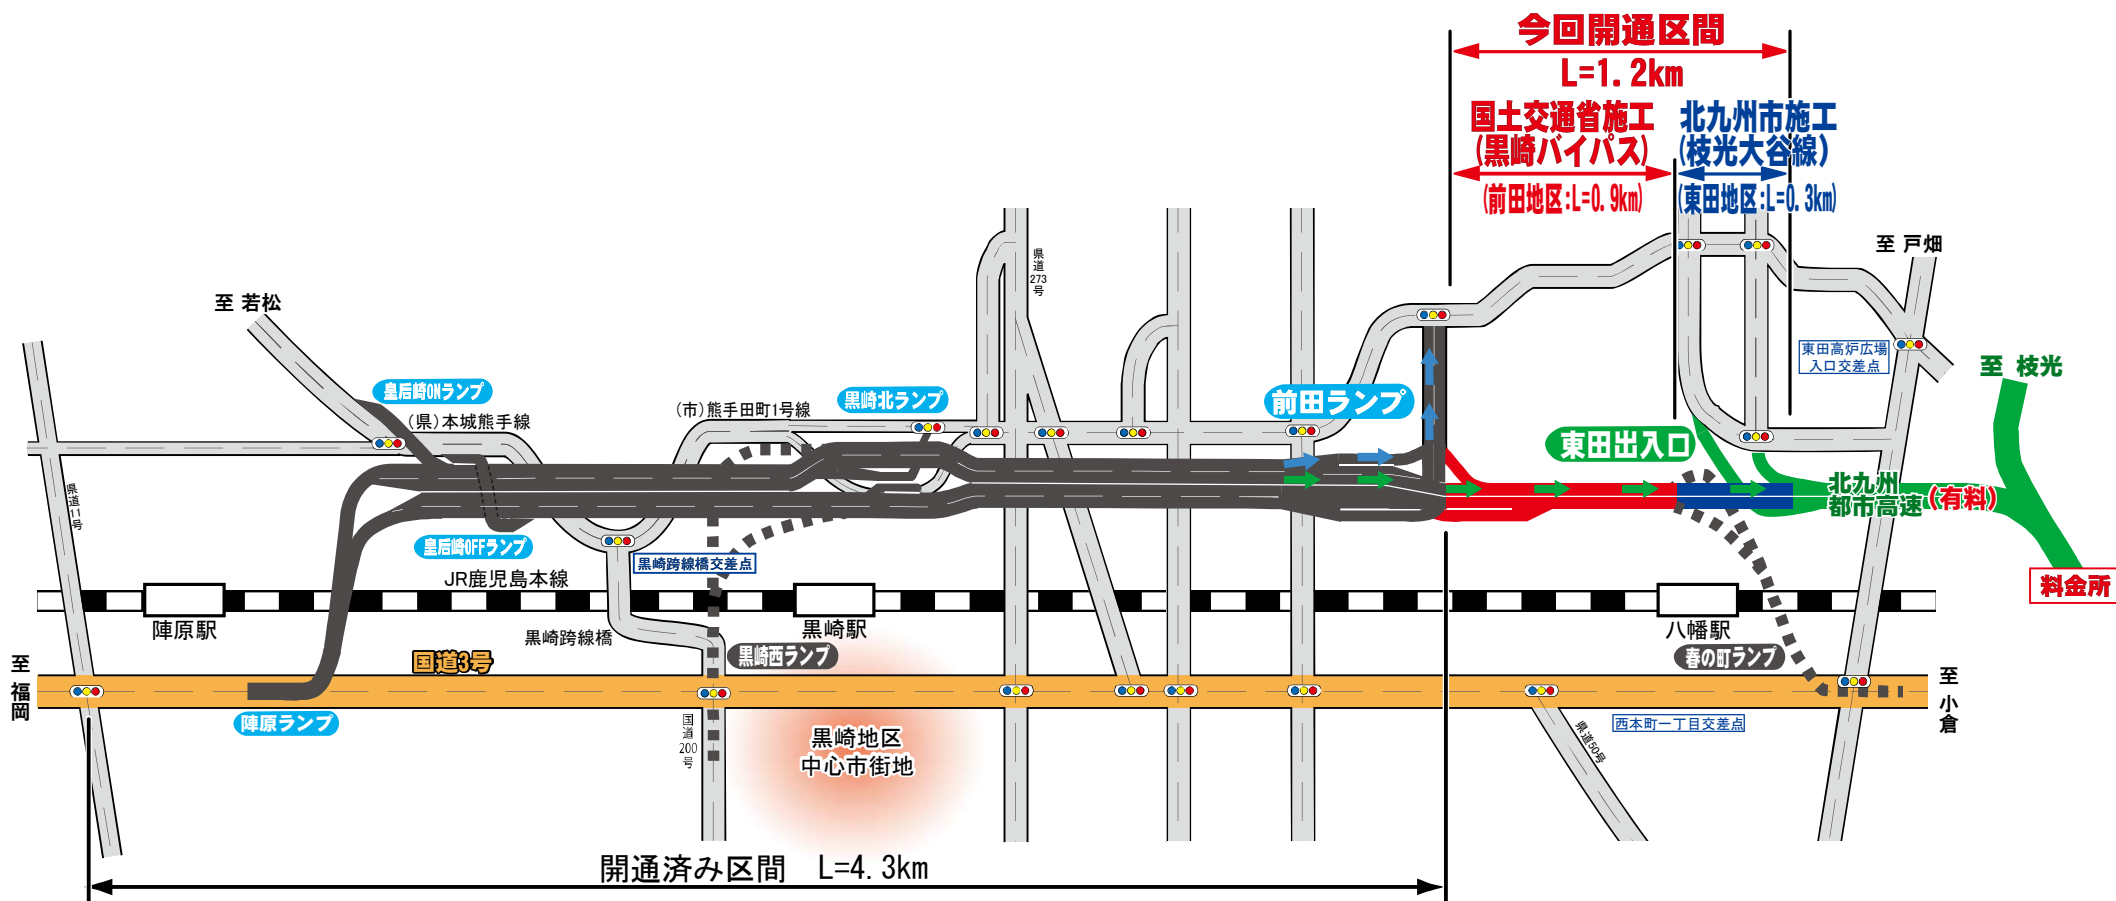 今回開通区間
L=1.2km
国土交通省施工
(黒崎バイパス)
(前田地区:L=0.9km)
北九州市施工
(枝光大谷線)
(東田地区:L=0.3km)
至 戸畑
県道273号
至 若松
東田高炉広場
入口交差点
至 枝光
皇后崎ONランプ
(県)本城熊手線
(市)熊手田町1号線
黒崎北ランプ
前田ランプ
東田出入口
県道11号
北九州
都市高速(有料)
皇后崎OFFランプ
黒崎跨線橋交差点
JR鹿児島本線
料金所
陣原駅
黒崎跨線橋
黒崎駅
八幡駅
至 福岡
国道3号
黒崎西ランプ
春の町ランプ
至 小倉
陣原ランプ
国道200号
黒崎地区
中心市街地
県道50号
西本町一丁目交差点
開通済み区間 L=4.3km